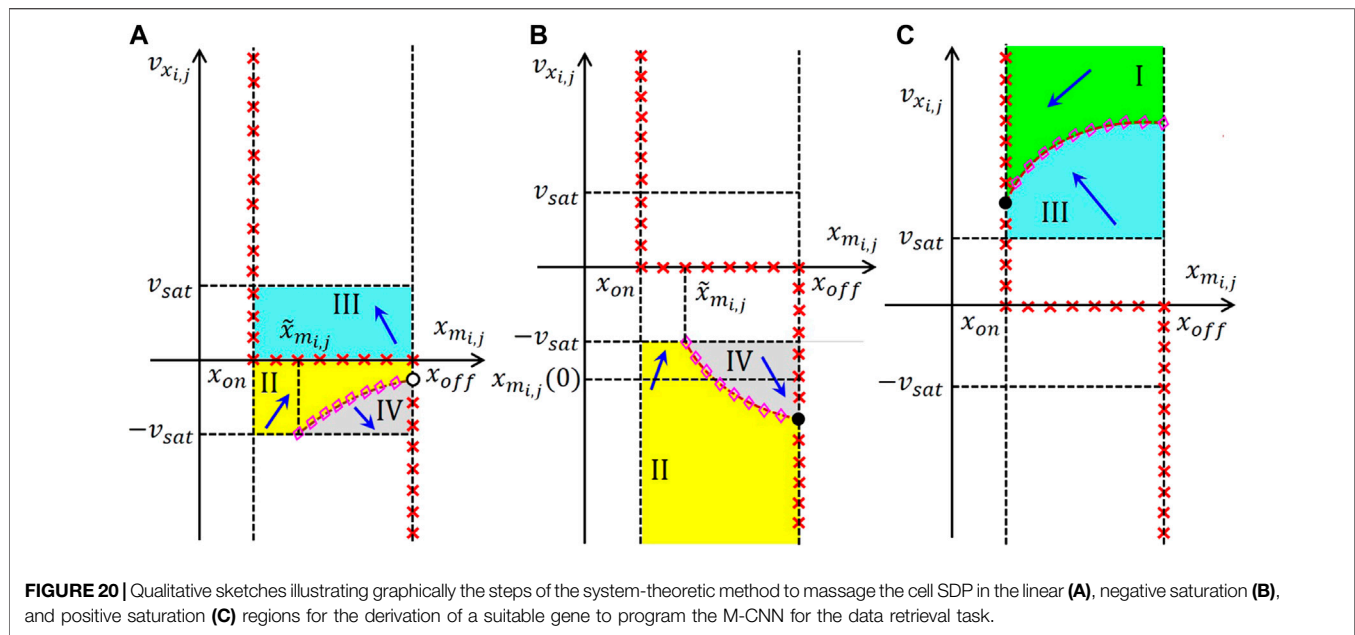 A
B
C
v_{x_{i,j}}
v_{x_{i,j}}
v_{x_{i,j}}
I
v_{sat}
III
x̃_{m_{i,j}}
x_{m_{i,j}}
x_{on}
II
x_{off}
IV
-v_{sat}
v_{sat}
x_{m_{i,j}}
x_{on}
x̃_{m_{i,j}}
x_{off}
-v_{sat}
IV
x_{m_{i,j}}(0)
II
III
v_{sat}
x_{m_{i,j}}
x_{on}
x_{off}
-v_{sat}
FIGURE 20 | Qualitative sketches illustrating graphically the steps of the system-theoretic method to massage the cell SDP in the linear (A), negative saturation (B),
and positive saturation (C) regions for the derivation of a suitable gene to program the M-CNN for the data retrieval task.